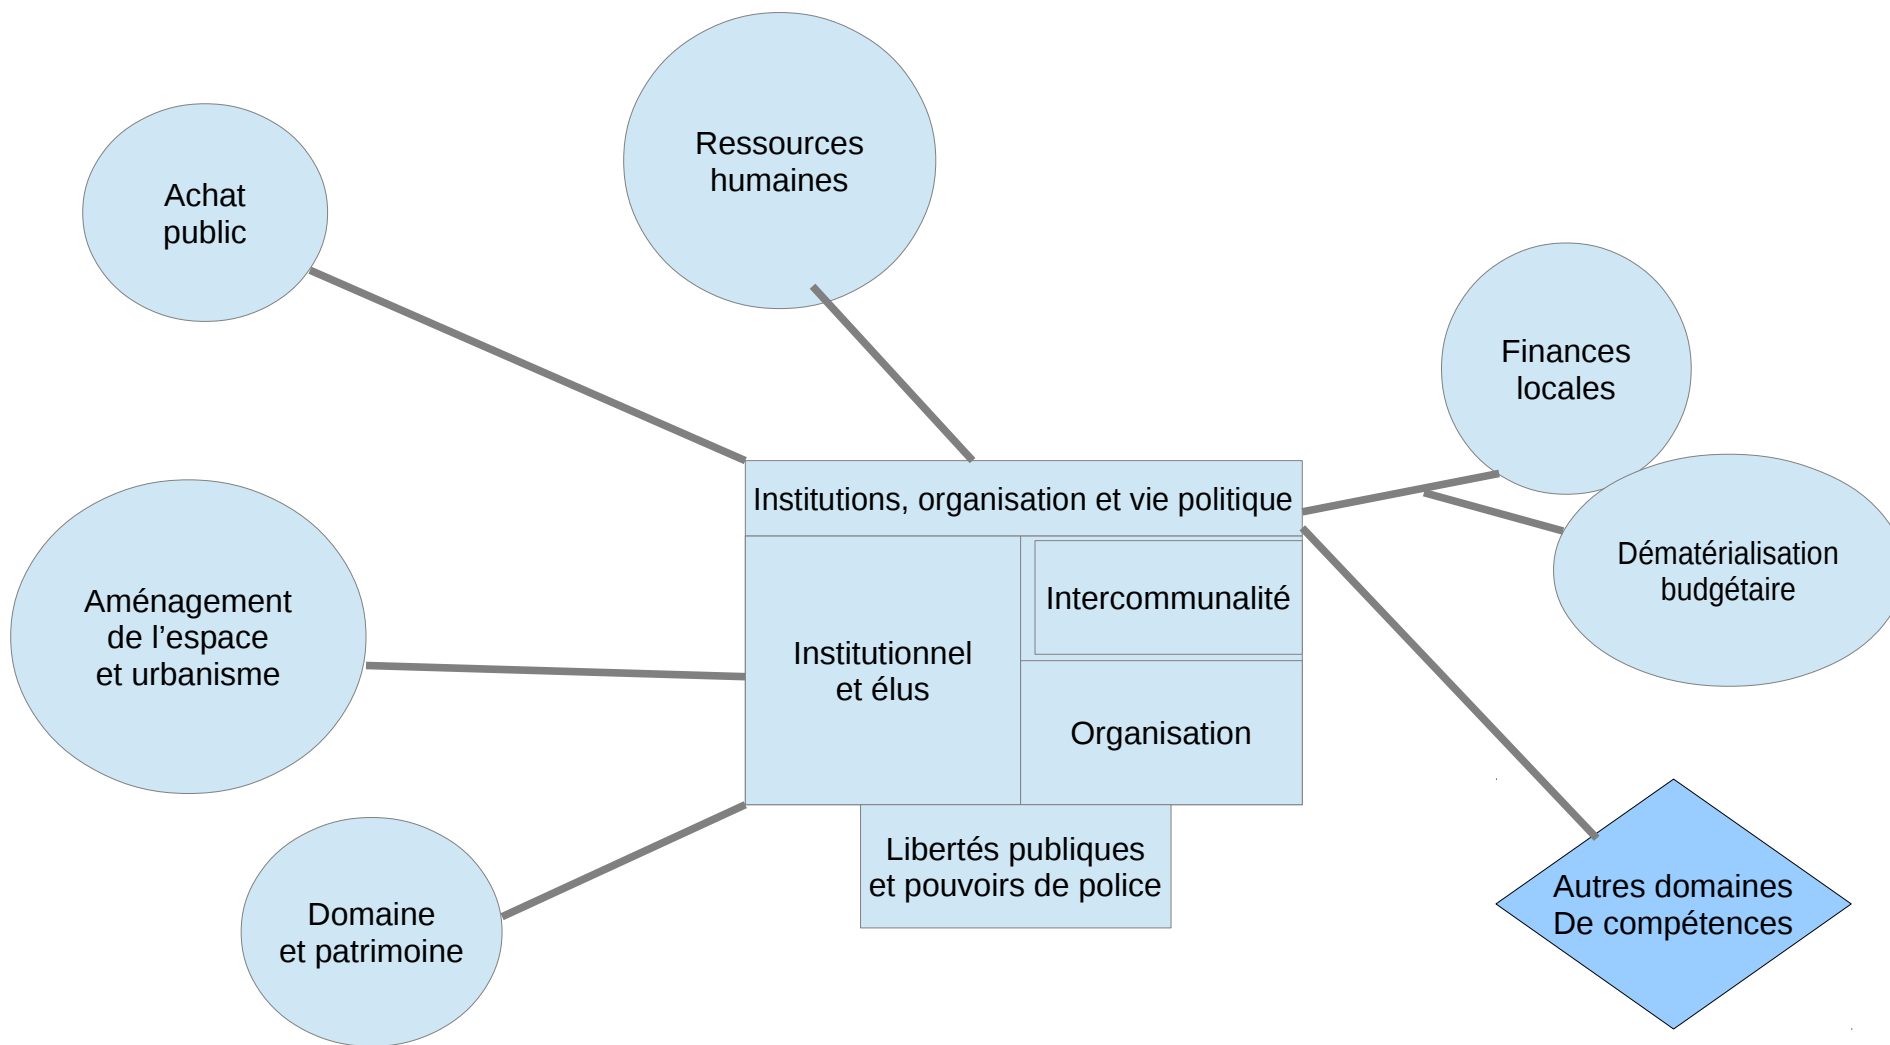 Ressources
humaines
Achat
public
Finances
locales
Institutions, organisation et vie politique
Dématérialisation
budgétaire
Intercommunalité
Aménagement
de l’espace
et urbanisme
Institutionnel
et élus
Organisation
Libertés publiques
et pouvoirs de police
Autres domaines
De compétences
Domaine
et patrimoine